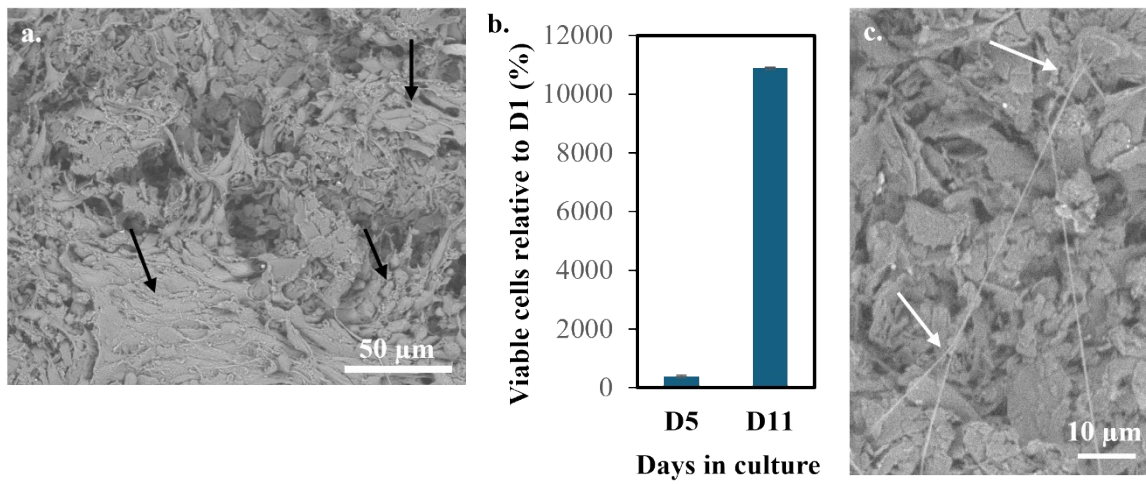 a.
50 µm
b.
Viable cells relative to D1 (%)
12000
10000
8000
6000
4000
2000
0
D5 D11
Days in culture
c.
10 µm